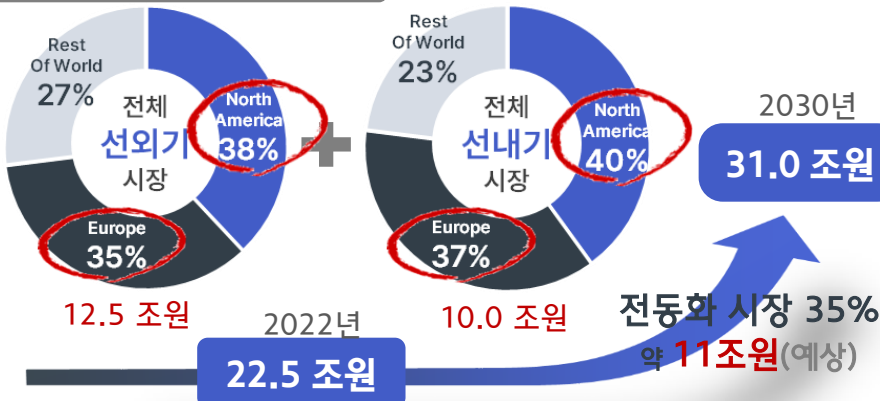 Rest
Of World
27%
전체
선외기
시장
North
America
38%
Europe
35%
12.5 조원
Rest
Of World
23%
전체
선내기
시장
North
America
40%
Europe
37%
10.0 조원
2022년
22.5 조원
2030년
31.0 조원
전동화 시장 35%
약 11조원(예상)